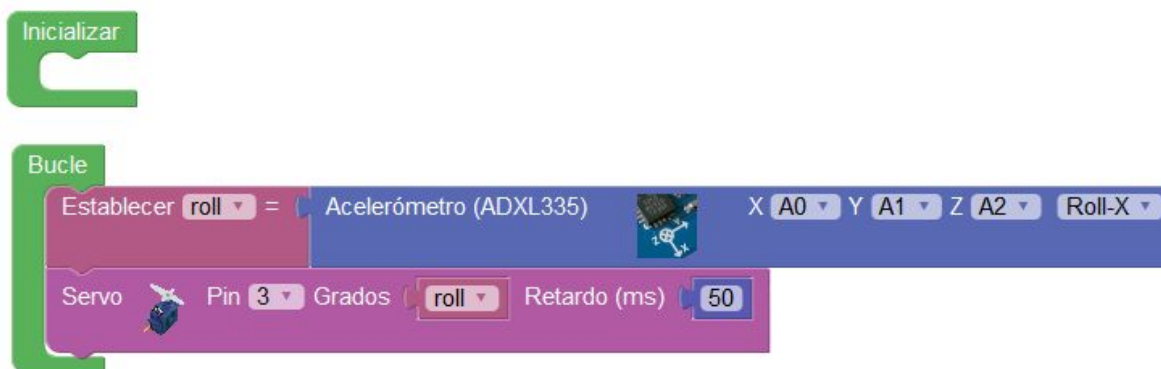 Inicializar
Bucle
Establecer roll = Acelerómetro (ADXL335) X A0 Y A1 Z A2 Roll-X
Servo Pin 3 Grados roll Retardo (ms) 50